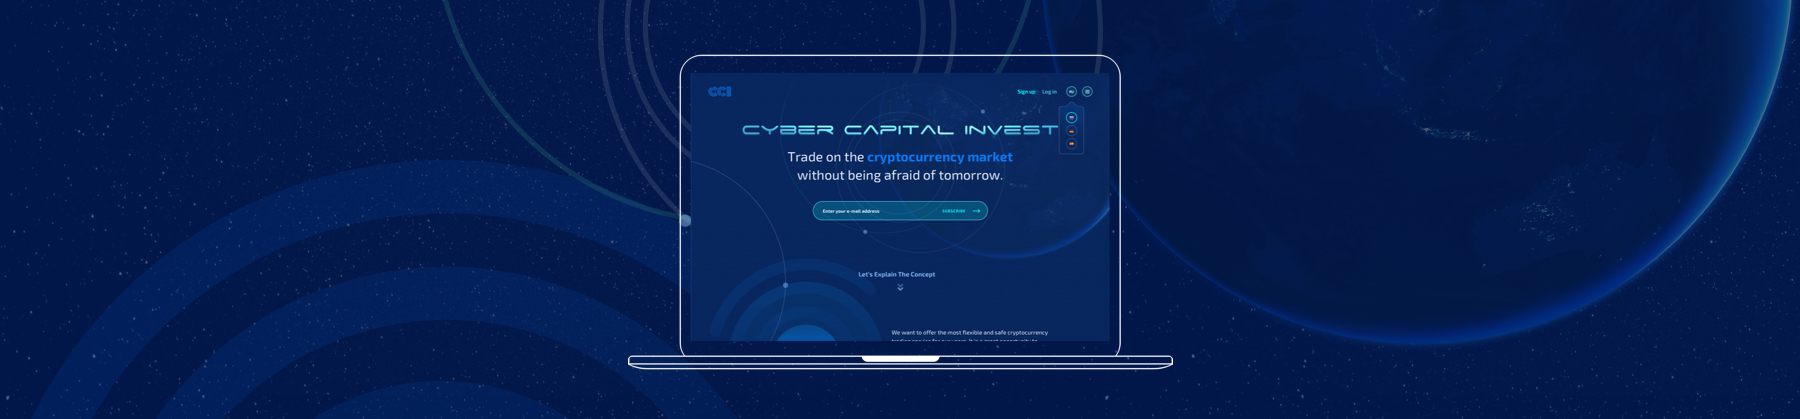 CCI
Sign up
Log in
RU
CYBER CAPITAL INVEST
Trade on the cryptocurrency market
without being afraid of tomorrow.
Enter your e-mail address
SUBSCRIBE
Let's Explain The Concept
We want to offer the most flexible and safe cryptocurrency